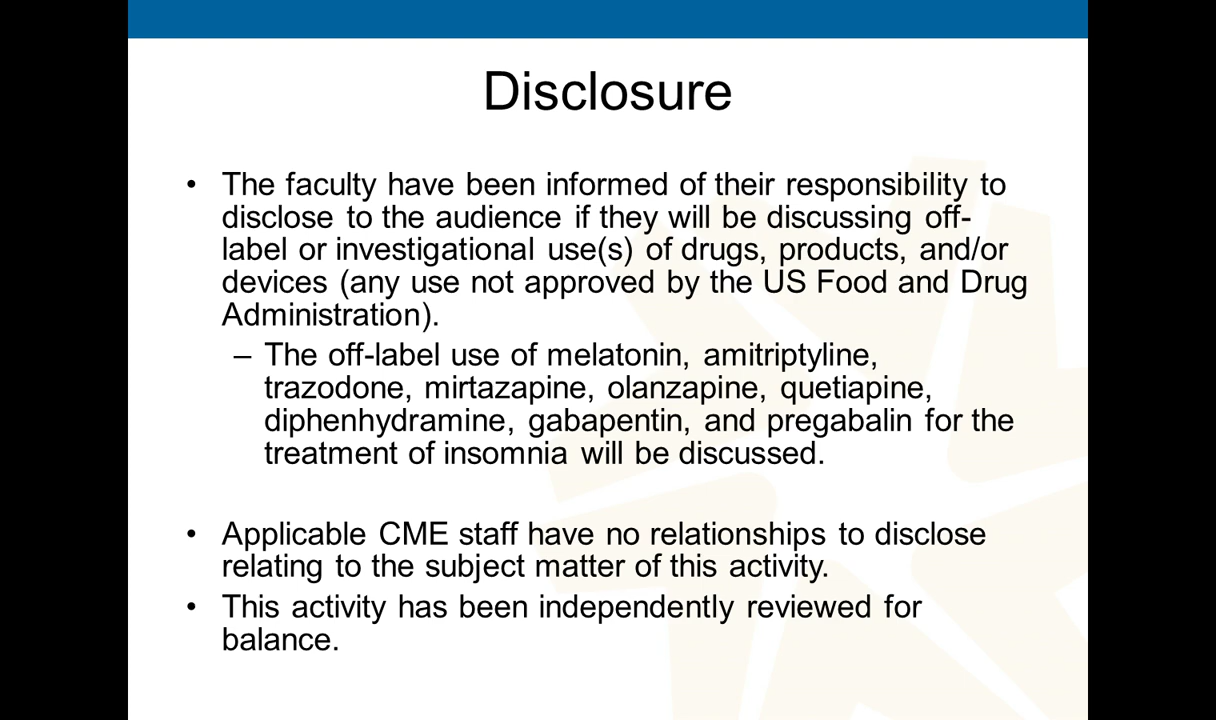 Disclosure
• The faculty have been informed of their responsibility to
disclose to the audience if they will be discussing off-
label or investigational use(s) of drugs, products, and/or
devices (any use not approved by the US Food and Drug
Administration).
– The off-label use of melatonin, amitriptyline,
trazodone, mirtazapine, olanzapine, quetiapine,
diphenhydramine, gabapentin, and pregabalin for the
treatment of insomnia will be discussed.
• Applicable CME staff have no relationships to disclose
relating to the subject matter of this activity.
• This activity has been independently reviewed for
balance.